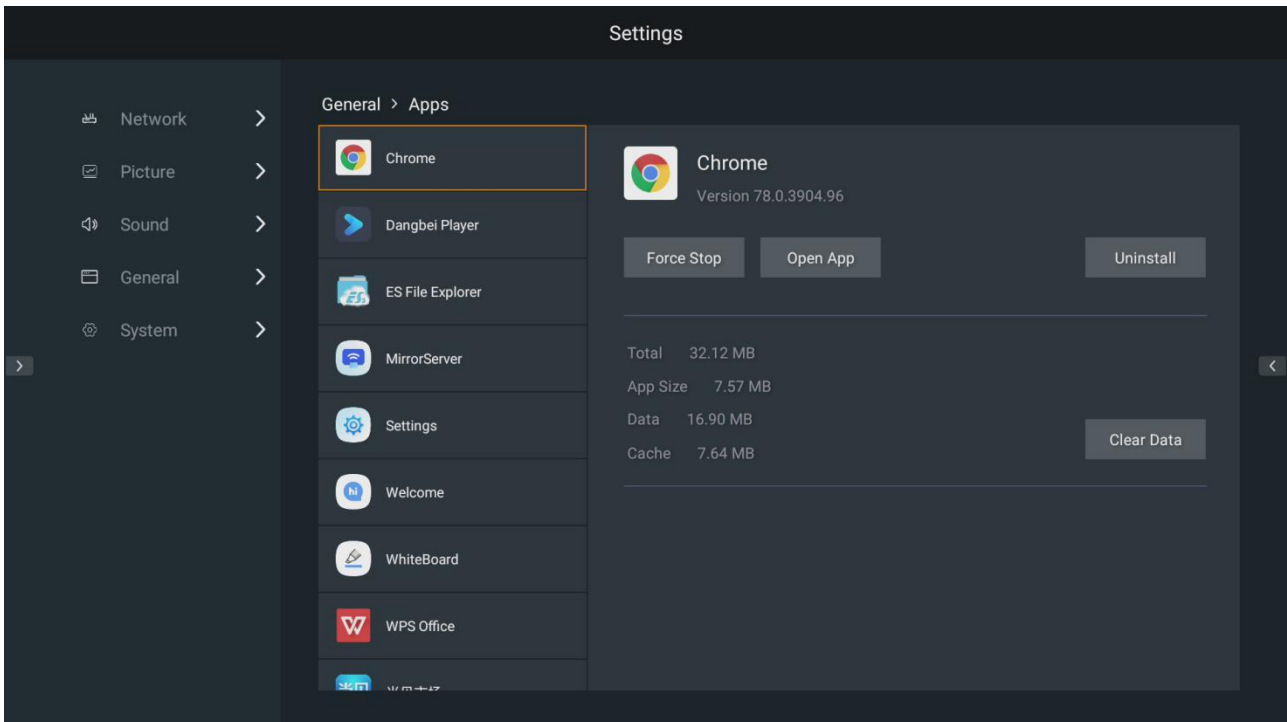 Settings
Network
Picture
Sound
General
System
General > Apps
Chrome
Dangbei Player
ES File Explorer
MirrorServer
Settings
Welcome
WhiteBoard
WPS Office
Chrome
Version 78.0.3904.96
Force Stop Open App Uninstall
Total 32.12 MB
App Size 7.57 MB
Data 16.90 MB
Cache 7.64 MB
Clear Data